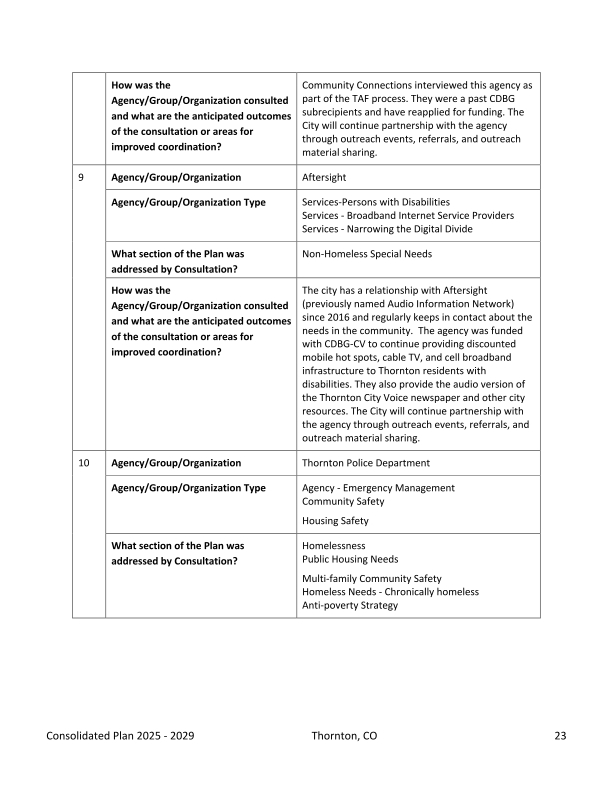 How was the
Agency/Group/Organization consulted
and what are the anticipated outcomes
of the consultation or areas for
improved coordination?
Community Connections interviewed this agency as
part of the TAF process. They were a past CDBG
subrecipients and have reapplied for funding. The
City will continue partnership with the agency
through outreach events, referrals, and outreach
material sharing.
9
Agency/Group/Organization
Aftersight
Agency/Group/Organization Type
Services-Persons with Disabilities
Services - Broadband Internet Service Providers
Services - Narrowing the Digital Divide
What section of the Plan was
addressed by Consultation?
Non-Homeless Special Needs
How was the
Agency/Group/Organization consulted
and what are the anticipated outcomes
of the consultation or areas for
improved coordination?
The city has a relationship with Aftersight
(previously named Audio Information Network)
since 2016 and regularly keeps in contact about the
needs in the community.  The agency was funded
with CDBG-CV to continue providing discounted
mobile hot spots, cable TV, and cell broadband
infrastructure to Thornton residents with
disabilities. They also provide the audio version of
the Thornton City Voice newspaper and other city
resources. The City will continue partnership with
the agency through outreach events, referrals, and
outreach material sharing.
10
Agency/Group/Organization
Thornton Police Department
Agency/Group/Organization Type
Agency - Emergency Management
Community Safety
Housing Safety
What section of the Plan was
addressed by Consultation?
Homelessness
Public Housing Needs
Multi-family Community Safety
Homeless Needs - Chronically homeless
Anti-poverty Strategy
Consolidated Plan 2025 - 2029
Thornton, CO
23